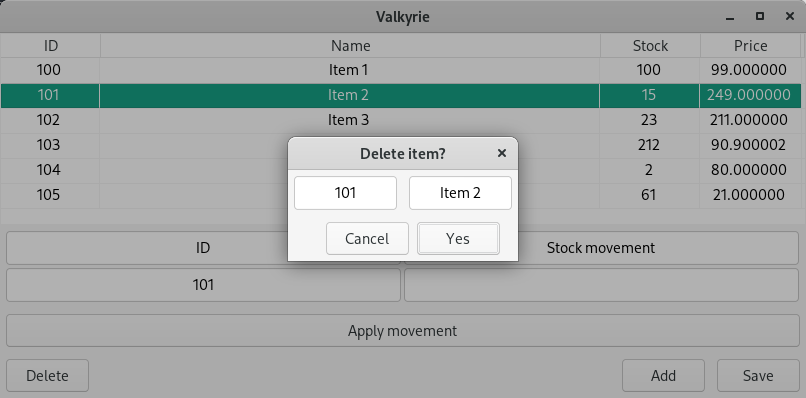 Valkyrie
ID Name Stock Price
100 Item 1 100 99.000000
101 Item 2 15 249.000000
102 Item 3 23 211.000000
103 212 90.900002
104 2 80.000000
105 61 21.000000
Delete item?
101 Item 2
Cancel Yes
ID Stock movement
101
Apply movement
Delete Add Save